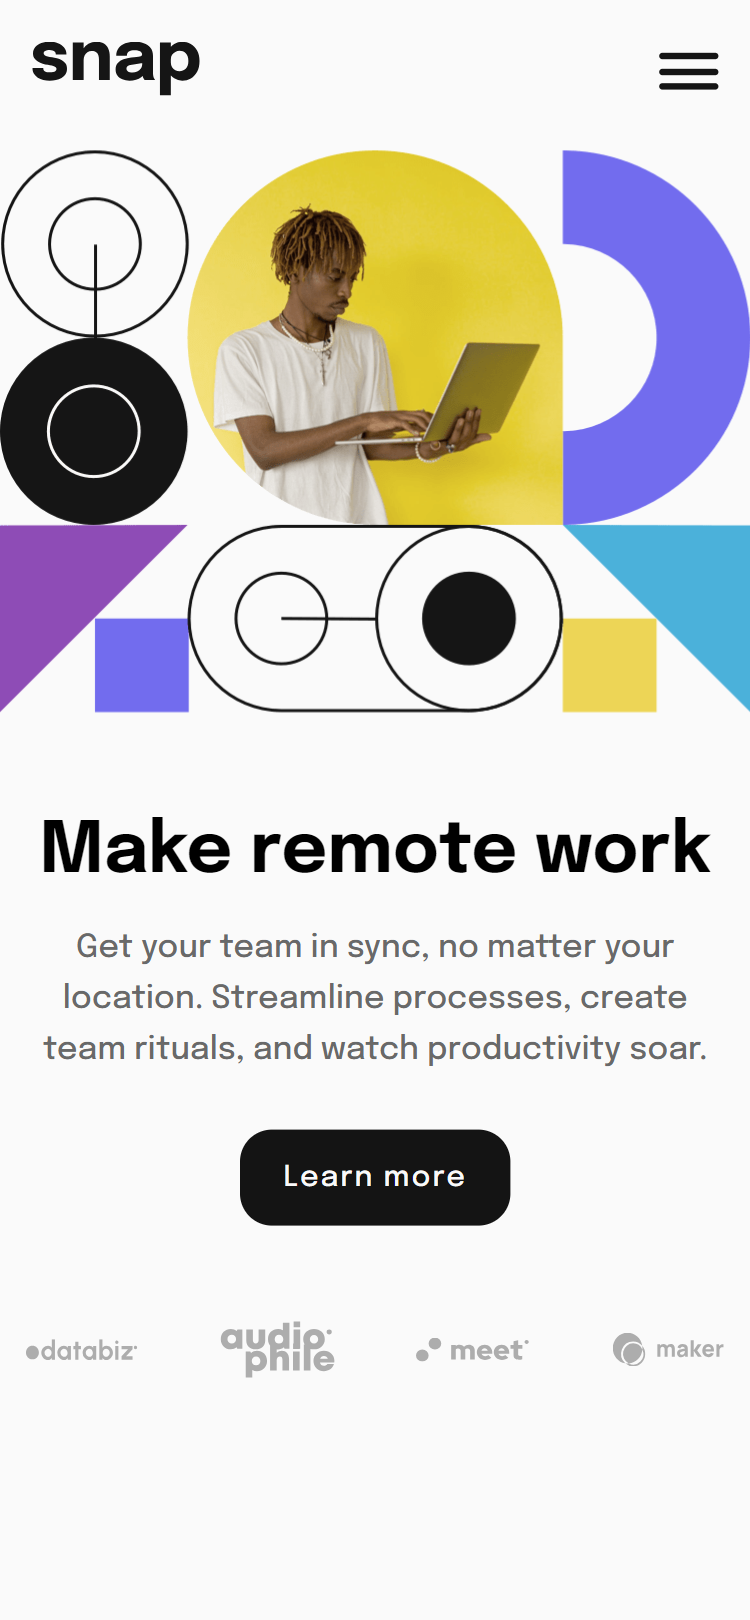 snap
Make remote work
Get your team in sync, no matter your
location. Streamline processes, create
team rituals, and watch productivity soar.
Learn more
databiz
audio
phile
meet
maker